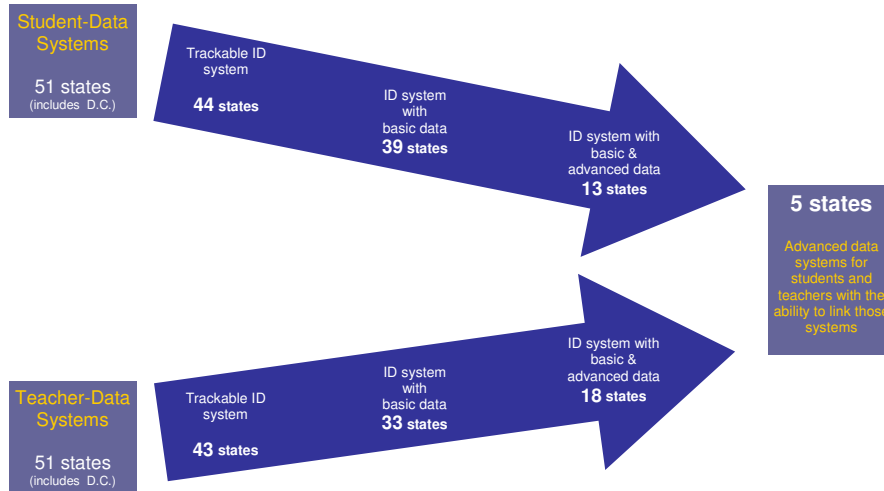 Student-Data
Systems
51 states
(includes D.C.)
Trackable ID
system
44 states
ID system
with
basic data
39 states
ID system with
basic &
advanced data
13 states
5 states
Advanced data
systems for
students and
teachers with the
ability to link those
systems
Teacher-Data
Systems
51 states
(includes D.C.)
Trackable ID
system
43 states
ID system
with
basic data
33 states
ID system with
basic &
advanced data
18 states